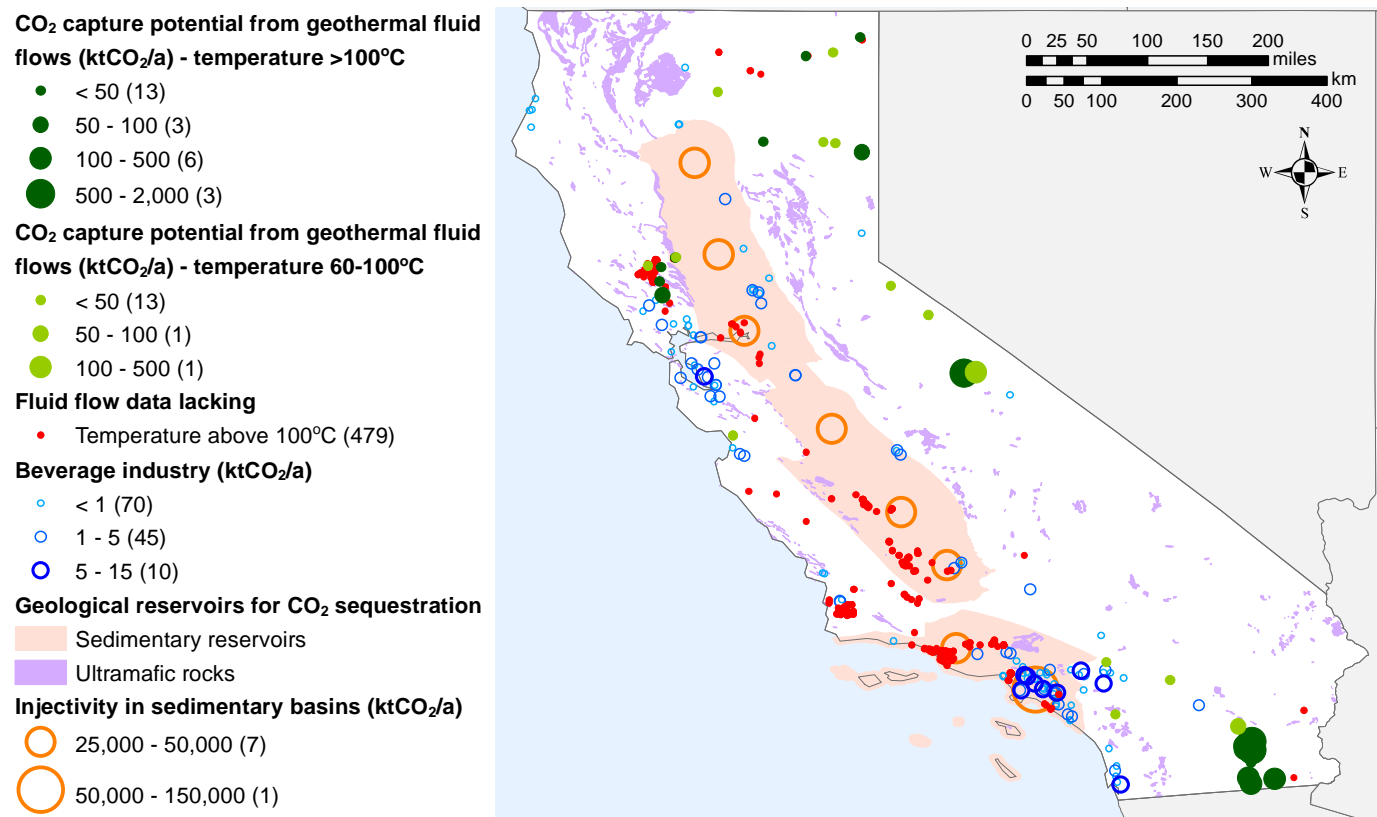 CO₂ capture potential from geothermal fluid
flows (ktCO₂/a) - temperature >100°C
< 50 (13)
50 - 100 (3)
100 - 500 (6)
500 - 2,000 (3)
CO₂ capture potential from geothermal fluid
flows (ktCO₂/a) - temperature 60-100°C
< 50 (13)
50 - 100 (1)
100 - 500 (1)
Fluid flow data lacking
Temperature above 100°C (479)
Beverage industry (ktCO₂/a)
< 1 (70)
1 - 5 (45)
5 - 15 (10)
Geological reservoirs for CO₂ sequestration
Sedimentary reservoirs
Ultramafic rocks
Injectivity in sedimentary basins (ktCO₂/a)
25,000 - 50,000 (7)
50,000 - 150,000 (1)
0 25 50 100 150 200
miles
km
0 50 100 200 300 400
N
W E
S